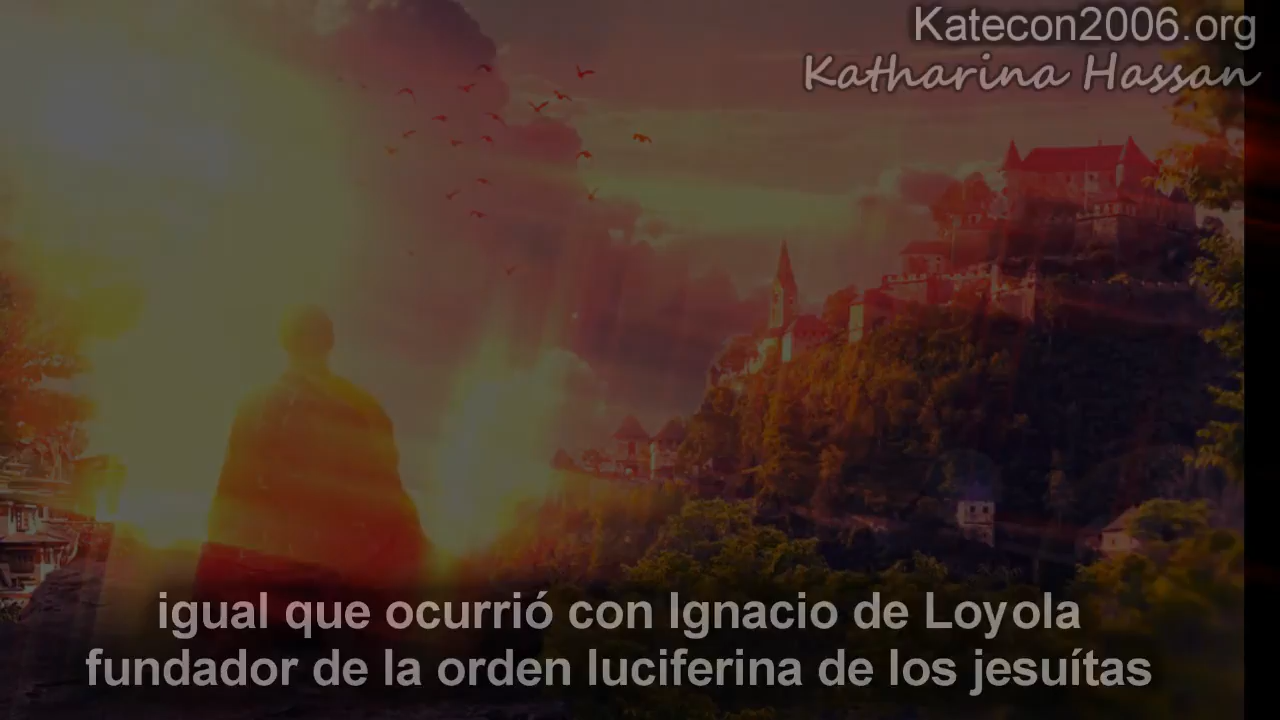 Katecon2006.org
Katharina Hassan
igual que ocurrió con Ignacio de Loyola
fundador de la orden luciferina de los jesuítas